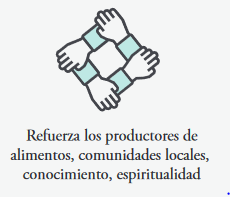 Refuerza los productores de
alimentos, comunidades locales,
conocimiento, espiritualidad